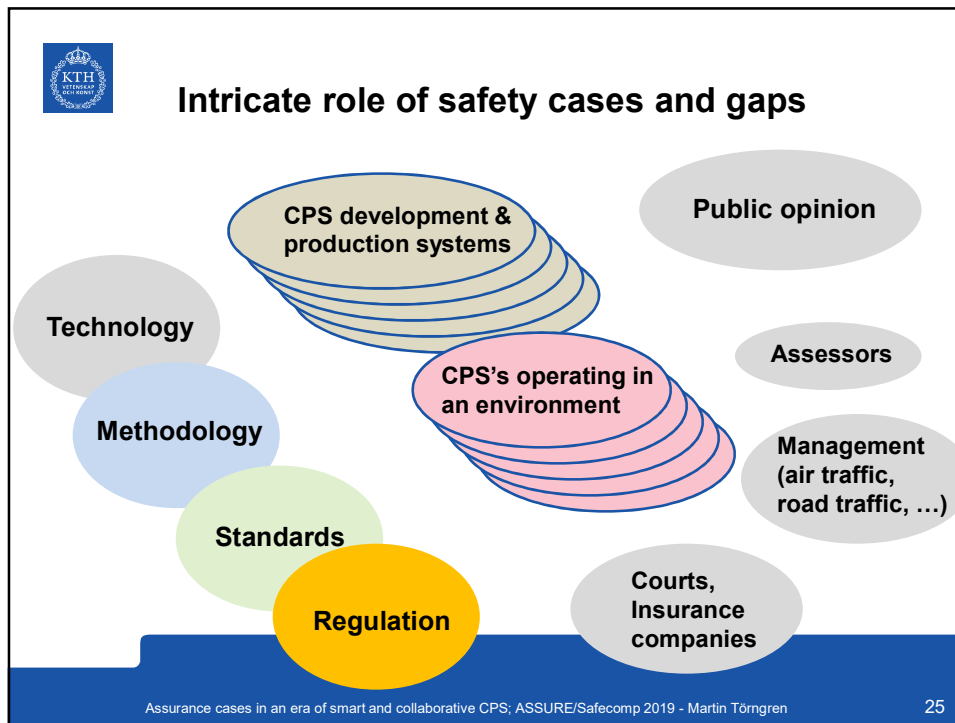 KTH
VETENSKAP
OCH KONST
Intricate role of safety cases and gaps
CPS development &
production systems
Public opinion
Technology
CPS's operating in
an environment
Assessors
Methodology
Management
(air traffic,
road traffic, …)
Standards
Courts,
Insurance
companies
Regulation
Assurance cases in an era of smart and collaborative CPS; ASSURE/Safecomp 2019 - Martin Törngren
25